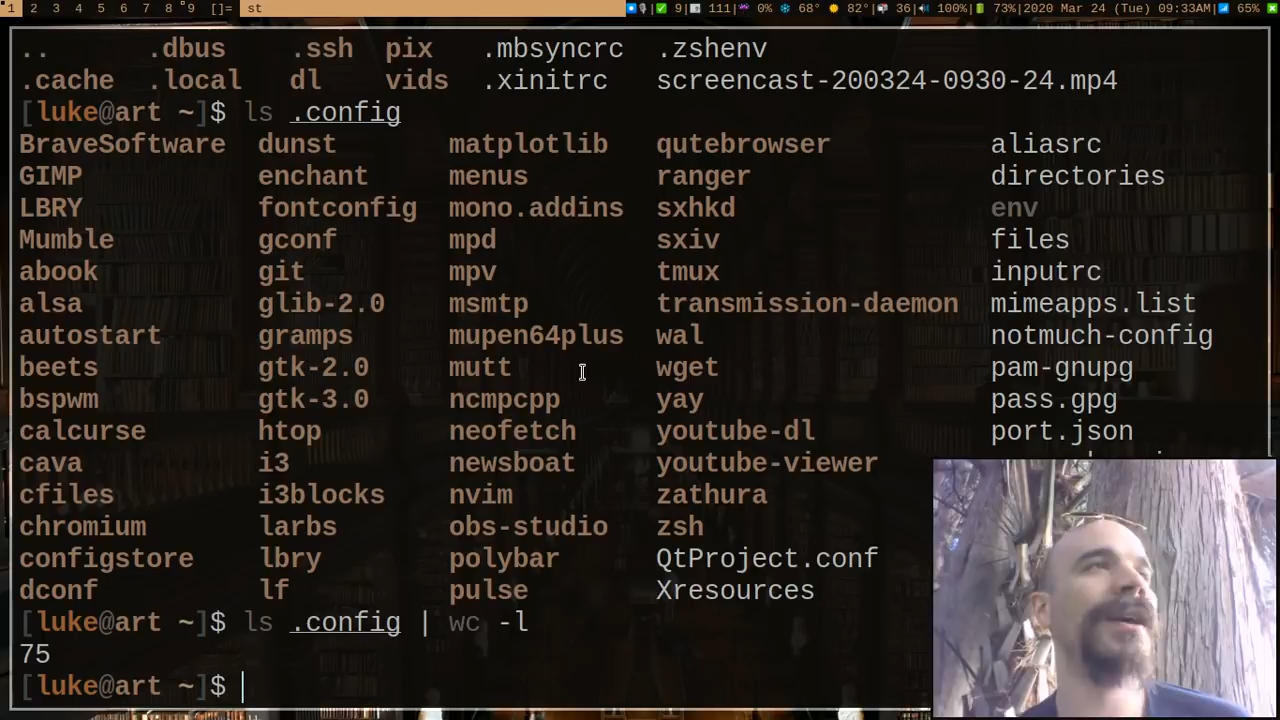 1 2 3 4 5 6 7 8 9 []= st 9| 111| 0% 68° 82°| 36| 100%| 73%|2020 Mar 24 (Tue) 09:33AM| 65%
.. .dbus .ssh pix .mbsyncrc .zshenv
.cache .local dl vids .xinitrc screencast-200324-0930-24.mp4
[luke@art ~]$ ls .config
BraveSoftware dunst matplotlib qutebrowser aliasrc
GIMP enchant menus ranger directories
LBRY fontconfig mono.addins sxhkd env
Mumble gconf mpd sxiv files
abook git mpv tmux inputrc
alsa glib-2.0 msmtp transmission-daemon mimeapps.list
autostart gramps mupen64plus wal notmuch-config
beets gtk-2.0 mutt wget pam-gnupg
bspwm gtk-3.0 ncmpcpp yay pass.gpg
calcurse htop neofetch youtube-dl port.json
cava i3 newsboat youtube-viewer
cfiles i3blocks nvim zathura
chromium larbs obs-studio zsh
configstore lbry polybar QtProject.conf
dconf lf pulse Xresources
[luke@art ~]$ ls .config | wc -l
75
[luke@art ~]$